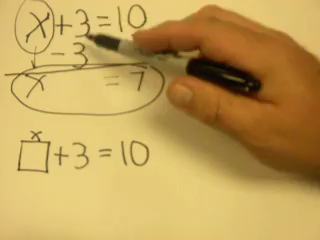 x+3=10
-3
x =7
x
□+3=10